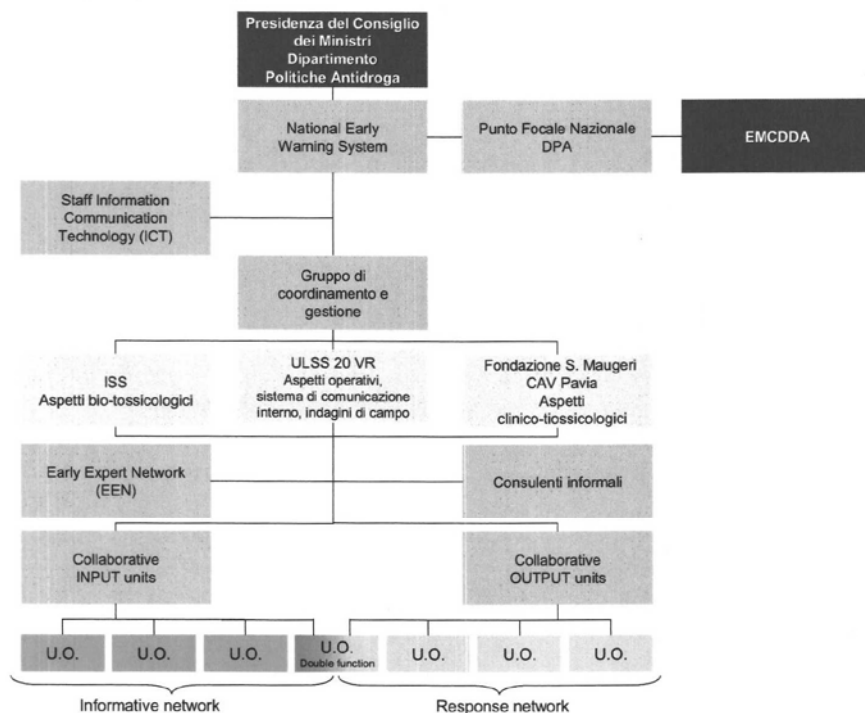 Presidenza del Consiglio
dei Ministri
Dipartimento
Politiche Antidroga
National Early
Warning System
Punto Focale Nazionale
DPA
EMCDDA
Staff Information
Communication
Technology (ICT)
Gruppo di
coordinamento e
gestione
ISS
Aspetti bio-tossicologici
ULSS 20 VR
Aspetti operativi,
sistema di comunicazione
interno, indagini di campo
Fondazione S. Maugeri
CAV Pavia
Aspetti
clinico-tiossicologici
Early Expert Network
(EEN)
Consulenti informali
Collaborative
INPUT units
Collaborative
OUTPUT units
U.O.
U.O.
U.O.
U.O.
Double function
U.O.
U.O.
U.O.
Informative network
Response network